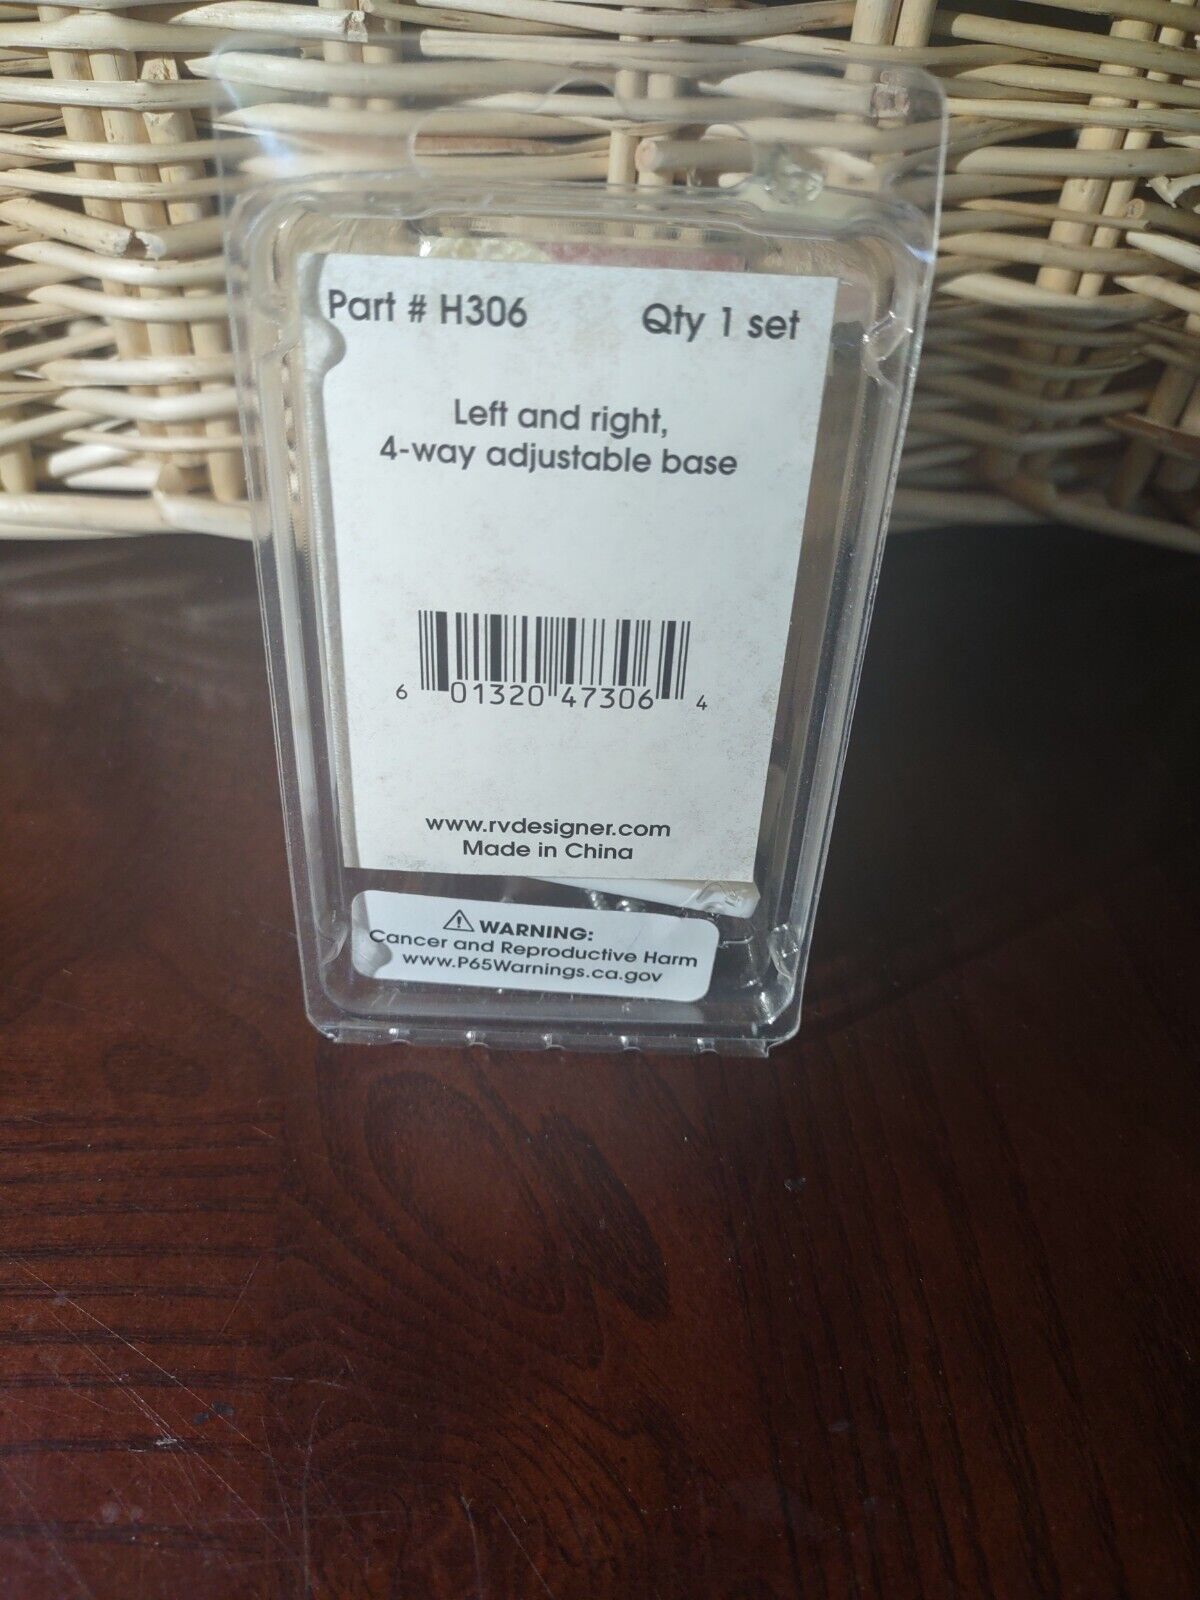 Part # H306 Qty 1 set
Left and right,
4-way adjustable base
6 01320 47306 4
www.rvdesigner.com
Made in China
⚠ WARNING:
Cancer and Reproductive Harm
www.P65Warnings.ca.gov